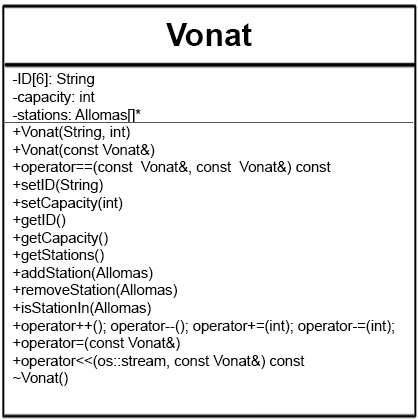 Vonat
-ID[6]: String
-capacity: int
-stations: Allomas[]*
+Vonat(String, int)
+Vonat(const Vonat&)
+operator==(const  Vonat&, const  Vonat&) const
+setID(String)
+setCapacity(int)
+getID()
+getCapacity()
+getStations()
+addStation(Allomas)
+removeStation(Allomas)
+isStationIn(Allomas)
+operator++(); operator--(); operator+=(int); operator-=(int);
+operator=(const Vonat&)
+operator<<(os::stream, const Vonat&) const
~Vonat()